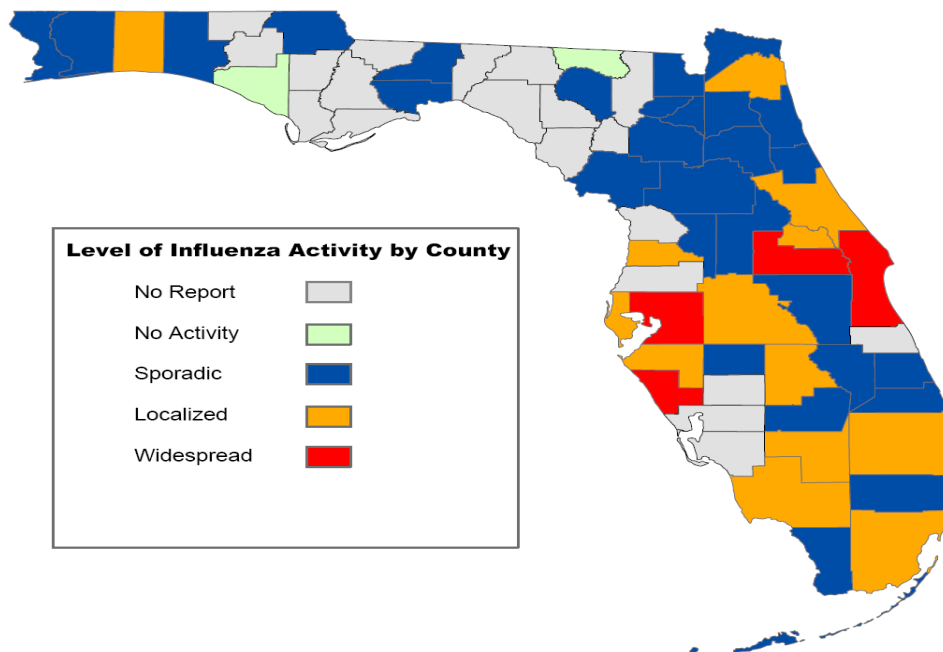 Level of Influenza Activity by County
No Report
No Activity
Sporadic
Localized
Widespread